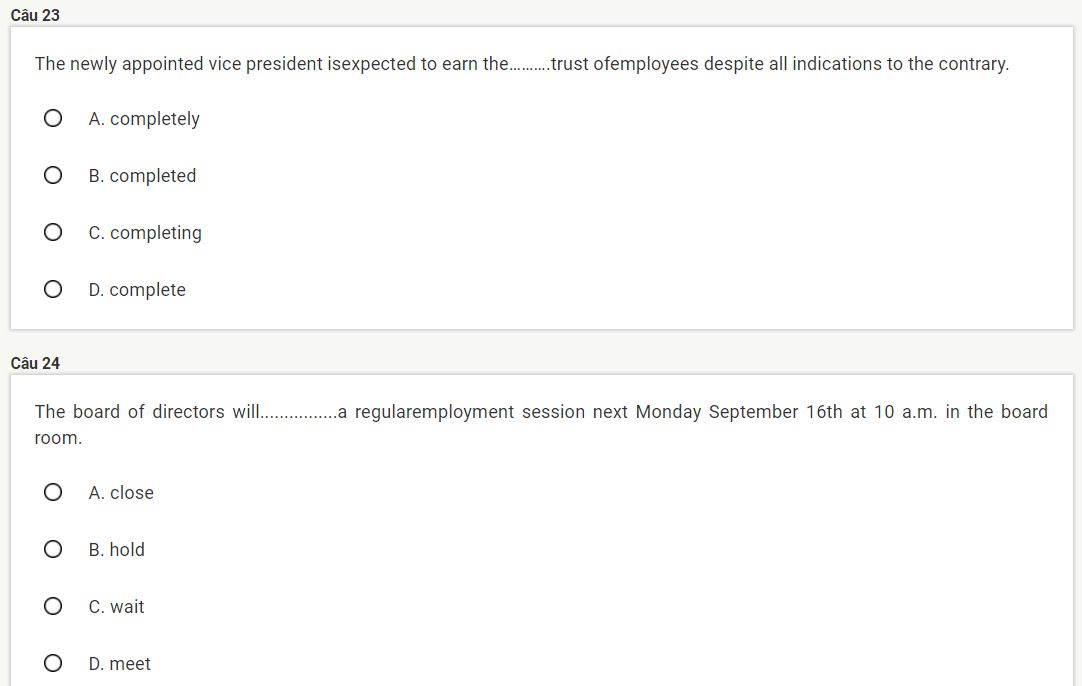 Câu 23
The newly appointed vice president isexpected to earn the..........trust ofemployees despite all indications to the contrary.
A. completely
B. completed
C. completing
D. complete
Câu 24
The board of directors will................a regularemployment session next Monday September 16th at 10 a.m. in the board
room.
A. close
B. hold
C. wait
D. meet